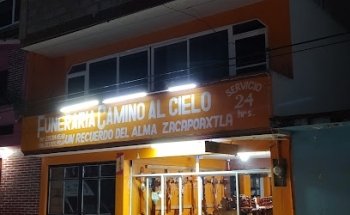 FUNERARIA CAMINO AL CIELO
UN RECUERDO DEL ALMA ZACAPOAXTLA
SERVICIO
24
hrs.